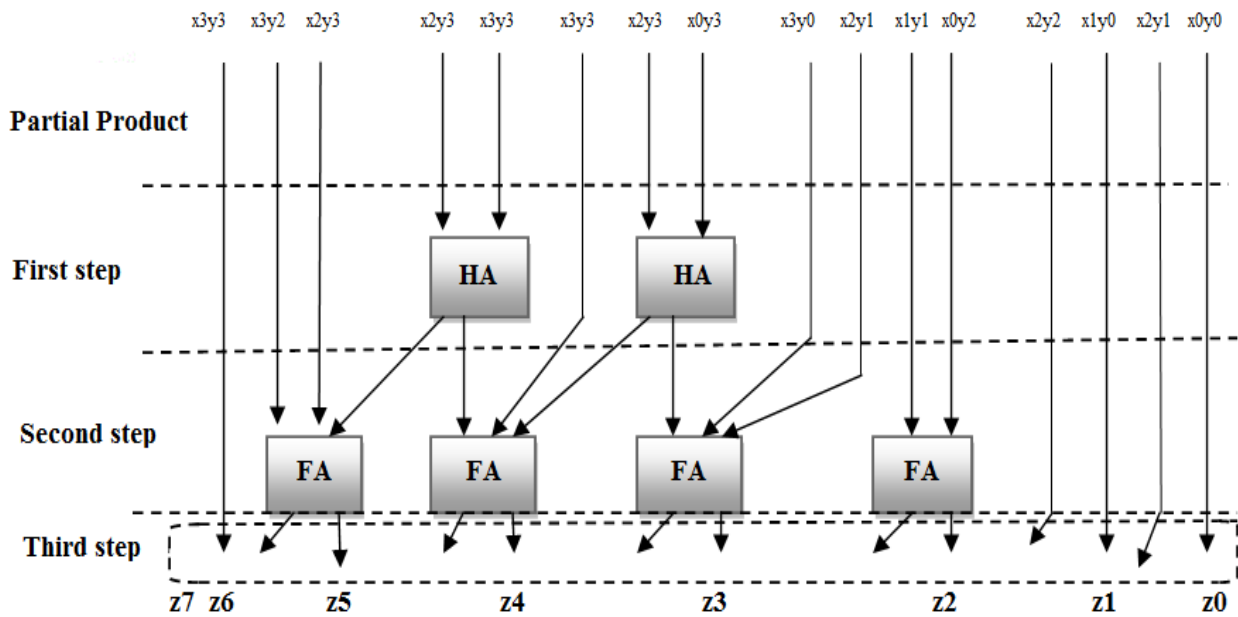 x3y3 x3y2 x2y3 x2y3 x3y3 x3y3 x2y3 x0y3 x3y0 x2y1 x1y1 x0y2 x2y2 x1y0 x2y1 x0y0
Partial Product
First step
HA HA
Second step
FA FA FA FA
Third step
z7 z6 z5 z4 z3 z2 z1 z0